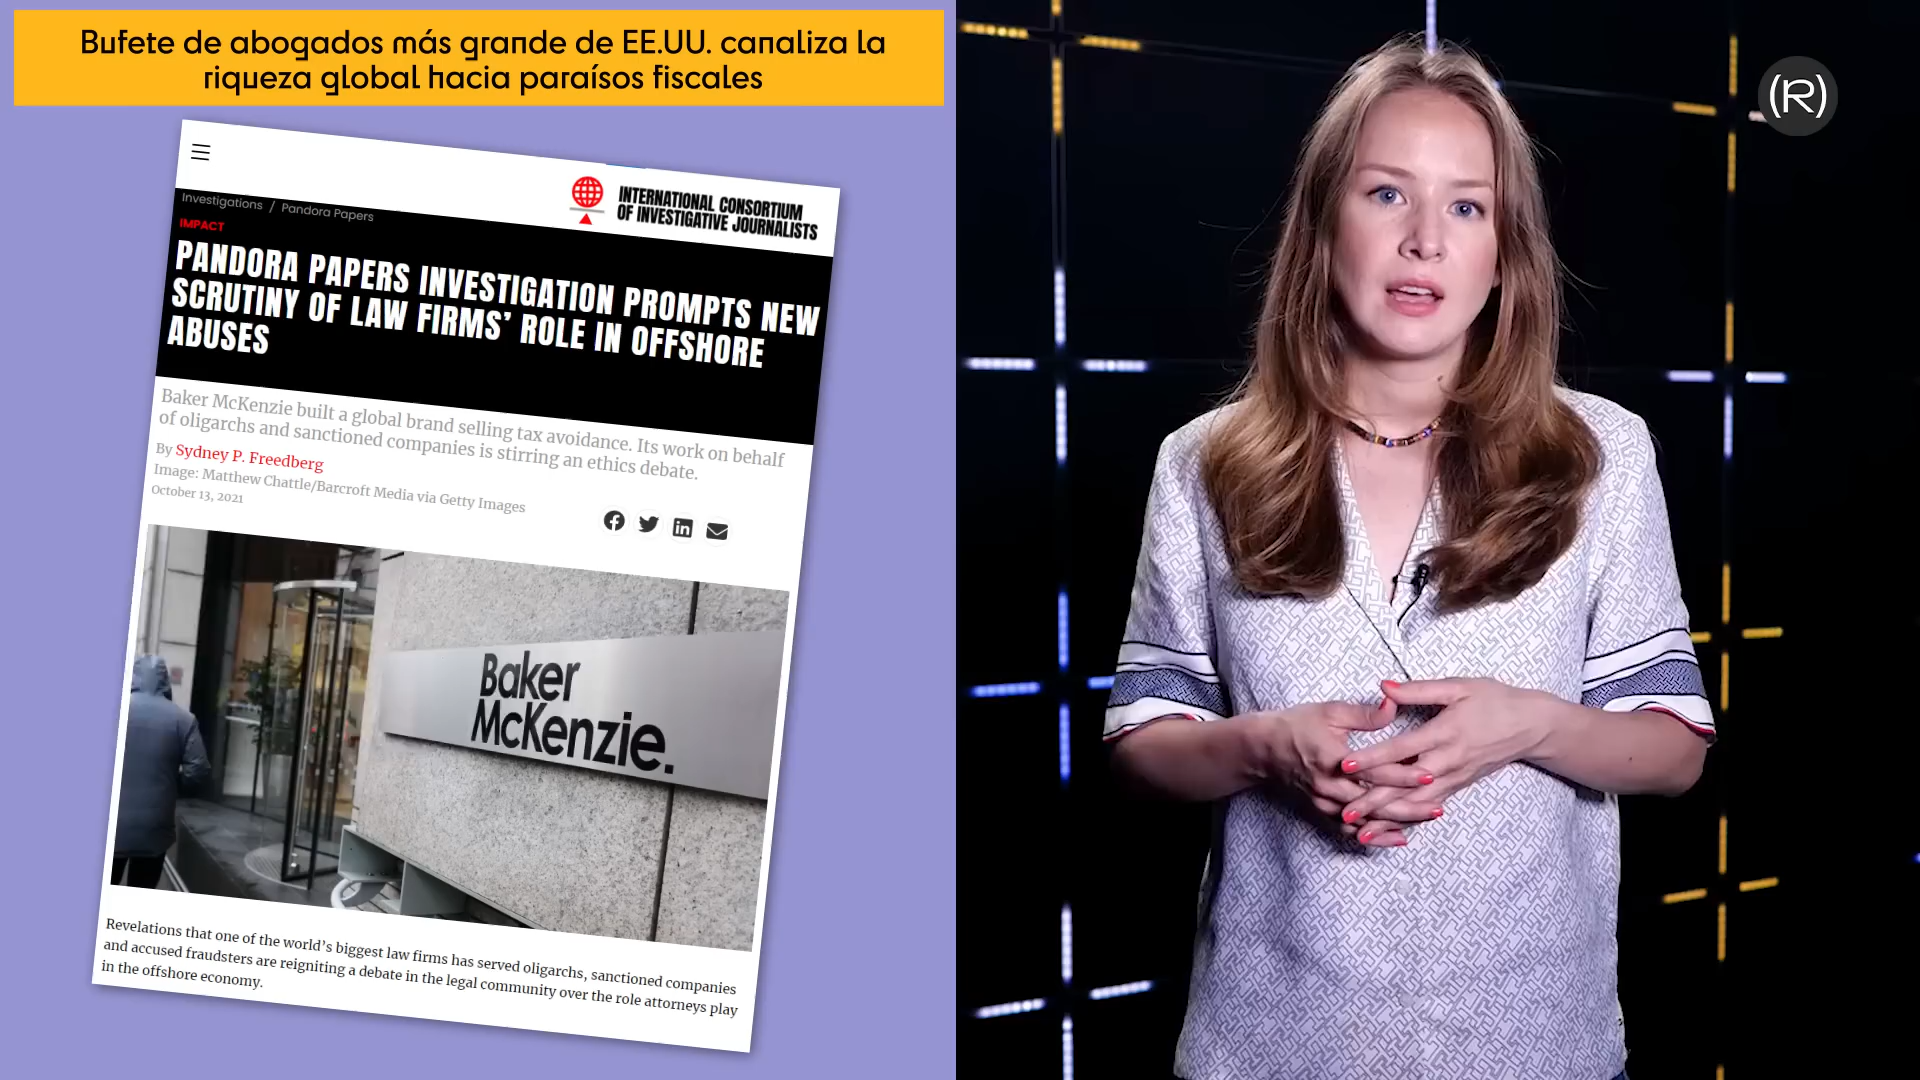 Bufete de abogados más grande de EE.UU. canaliza la
riqueza global hacia paraísos fiscales
(R)
INTERNATIONAL CONSORTIUM
OF INVESTIGATIVE JOURNALISTS
Investigations / Pandora Papers
IMPACT
PANDORA PAPERS INVESTIGATION PROMPTS NEW
SCRUTINY OF LAW FIRMS’ ROLE IN OFFSHORE
ABUSES
Baker McKenzie built a global brand selling tax avoidance. Its work on behalf
of oligarchs and sanctioned companies is stirring an ethics debate.
By Sydney P. Freedberg
Image: Matthew Chattle/Barcroft Media via Getty Images
October 13, 2021
Baker
McKenzie.
Revelations that one of the world’s biggest law firms has served oligarchs, sanctioned companies
and accused fraudsters are reigniting a debate in the legal community over the role attorneys play
in the offshore economy.